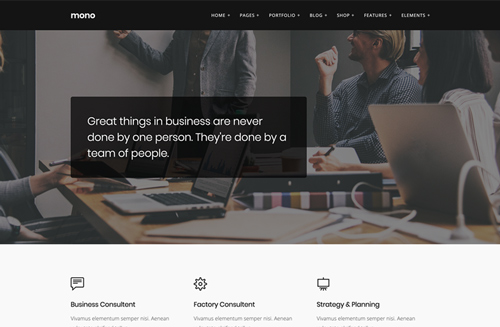 mono
HOME + PAGES + PORTFOLIO + BLOG + SHOP + FEATURES + ELEMENTS +
Great things in business are never
done by one person. They're done by a
team of people.
Business Consultent Factory Consultent Strategy & Planning
Vivamus elementum semper nisi. Aenean Vivamus elementum semper nisi. Aenean Vivamus elementum semper nisi. Aenean